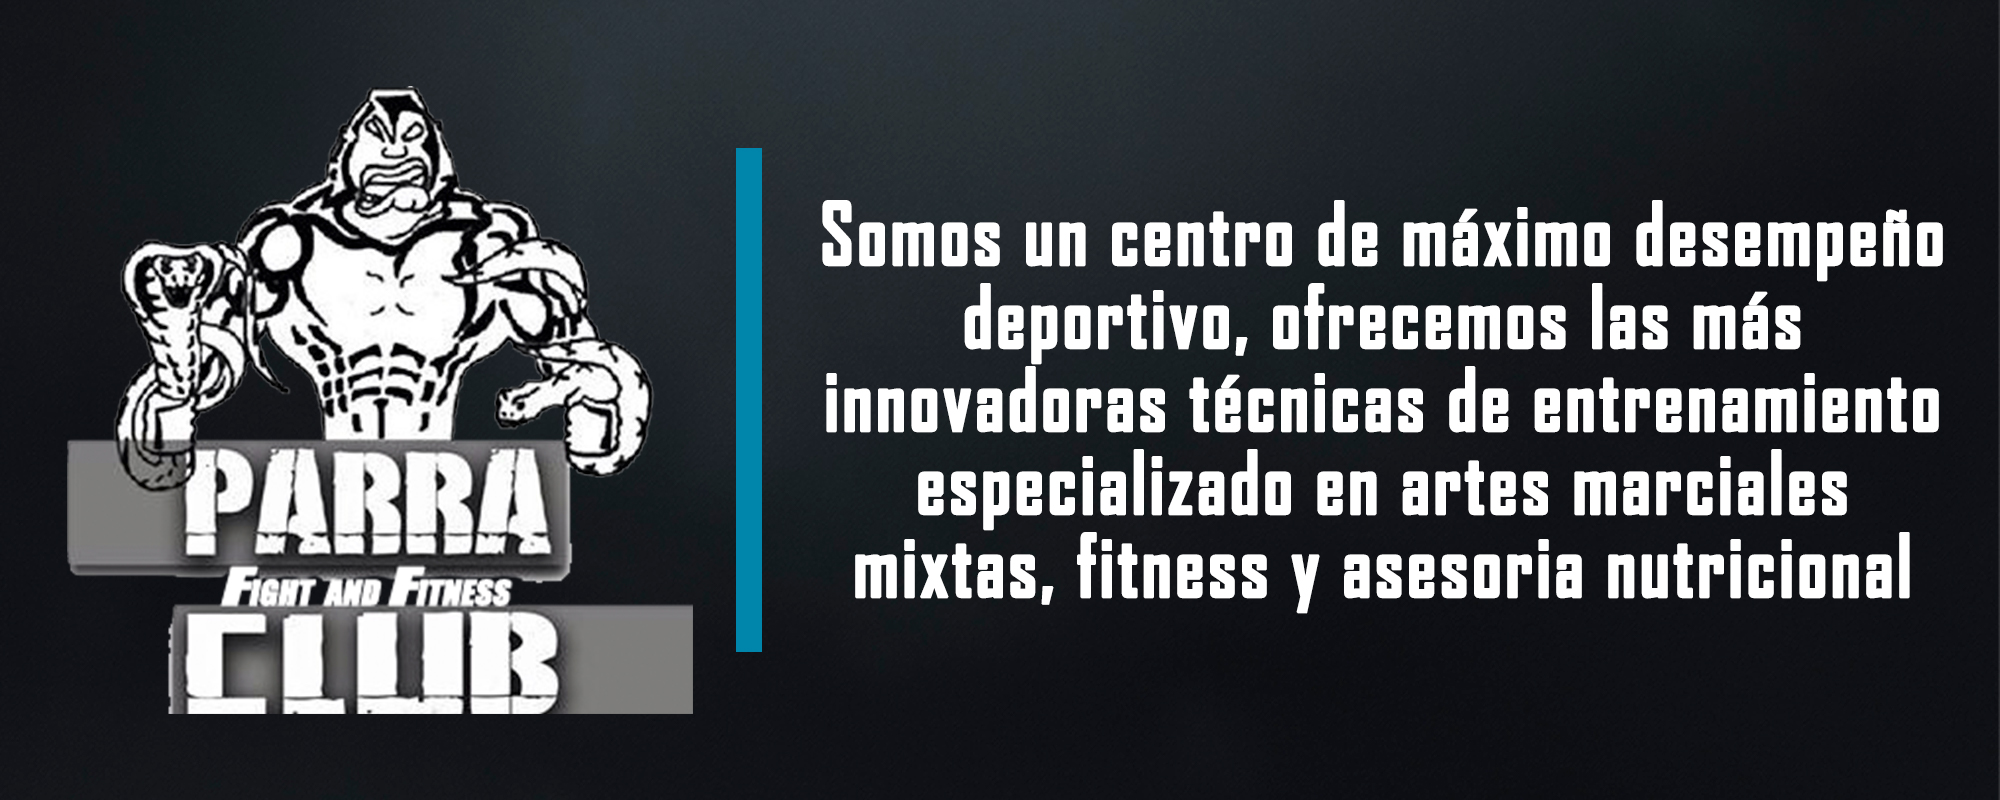 PARRA
FIGHT AND FITNESS
CLUB
Somos un centro de máximo desempeño
deportivo, ofrecemos las más
innovadoras técnicas de entrenamiento
especializado en artes marciales
mixtas, fitness y asesoria nutricional